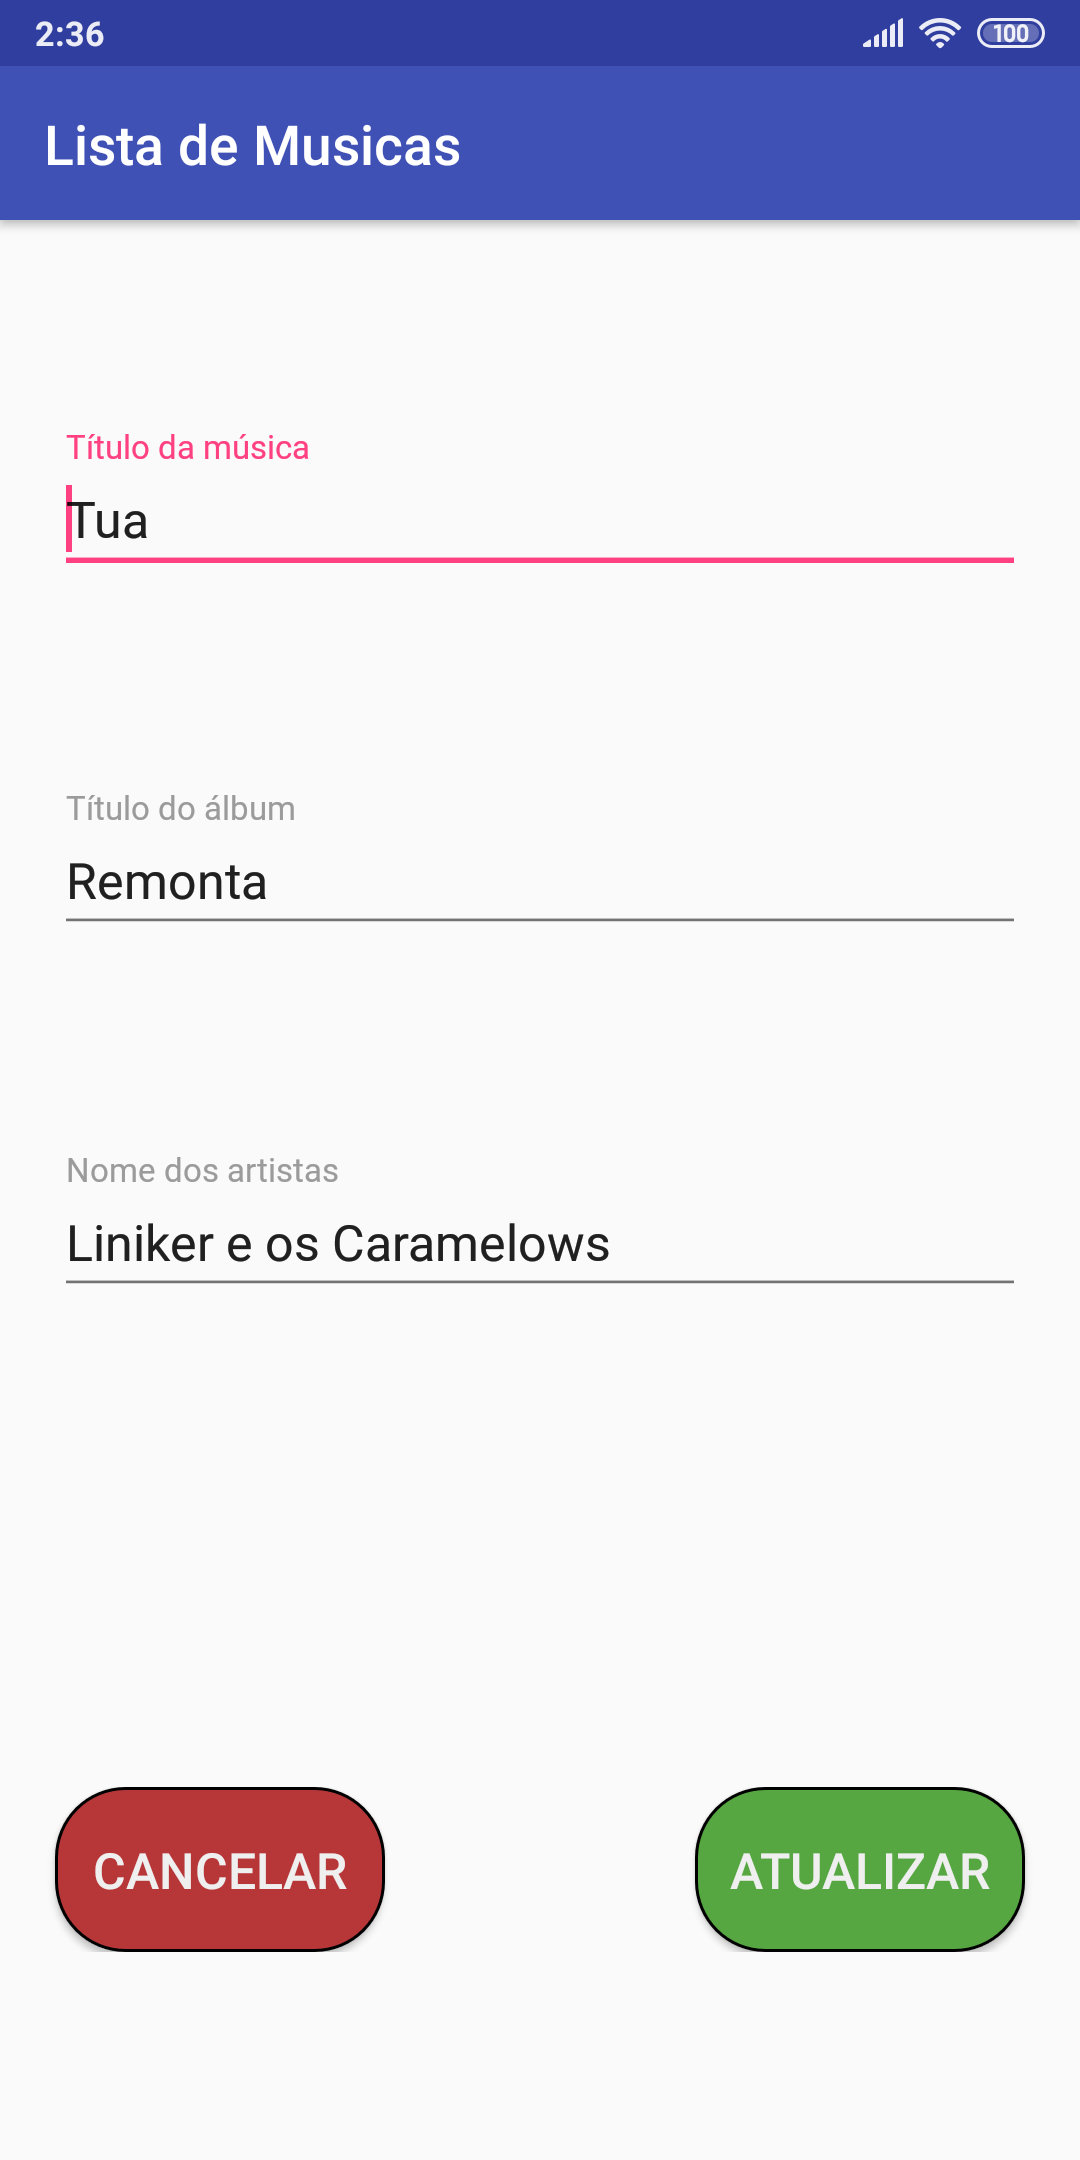 2:36
100
Lista de Musicas
Título da música
Tua
Título do álbum
Remonta
Nome dos artistas
Liniker e os Caramelows
CANCELAR
ATUALIZAR